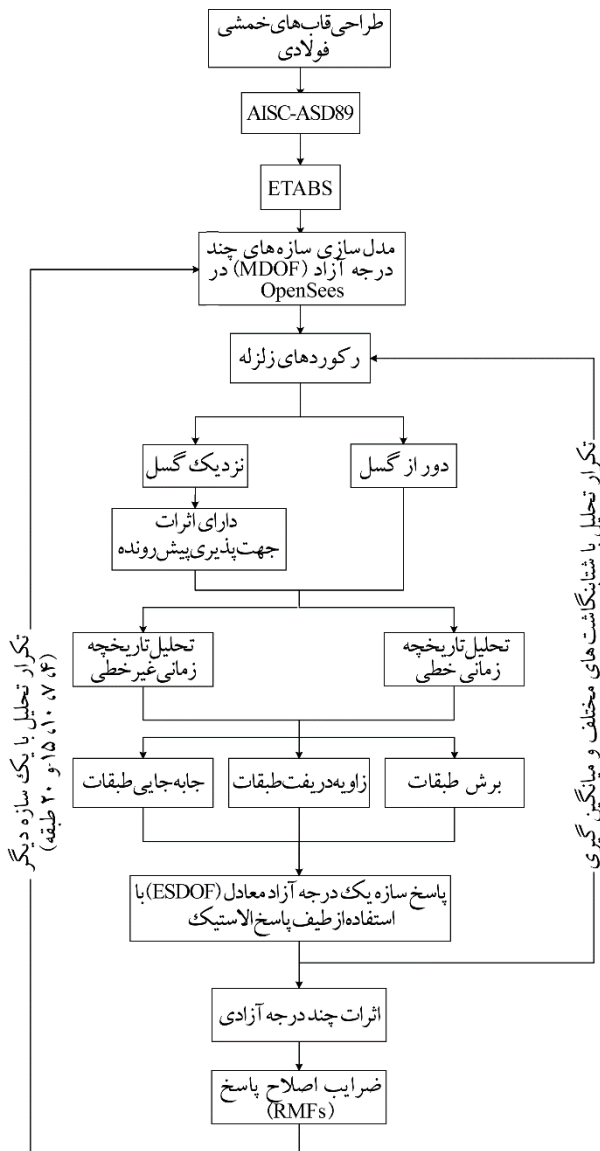 طراحی قاب‌های خمشی
فولادی
AISC-ASD89
ETABS
مدل سازی سازه‌های چند
درجه آزاد (MDOF) در
OpenSees
رکوردهای زلزله
نزدیک گسل
دور از گسل
دارای اثرات
جهت‌پذیری پیش‌رونده
تحلیل تاریخچه
زمانی غیرخطی
تحلیل تاریخچه
زمانی خطی
جابه‌جایی طبقات
زاویه دریفت طبقات
برش طبقات
پاسخ سازه یک درجه آزاد معادل (ESDOF) با
استفاده از طیف پاسخ الاستیک
اثرات چند درجه آزادی
ضرایب اصلاح پاسخ
(RMFs)
تکرار تحلیل با یک سازه دیگر
(۴، ۷، ۱۰، ۱۵ و ۲۰ طبقه)
تکرار تحلیل با شتابنگاشت‌های مختلف و میانگین گیری